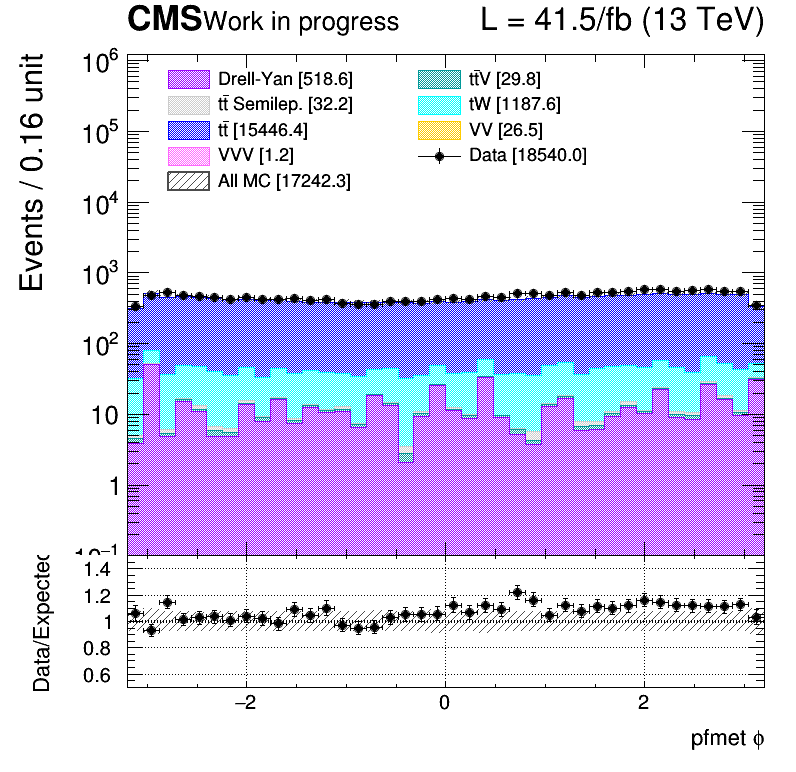 CMS Work in progress L = 41.5/fb (13 TeV)
Events / 0.16 unit
10⁶
10⁵
10⁴
10³
10²
10
1
10⁻¹
Drell-Yan [518.6]
tt̄ Semilep. [32.2]
tt̄ [15446.4]
VVV [1.2]
All MC [17242.3]
tt̄V [29.8]
tW [1187.6]
VV [26.5]
Data [18540.0]
Data/Expected
1.4
1.2
1
0.8
0.6
−2 0 2
pfmet ϕ